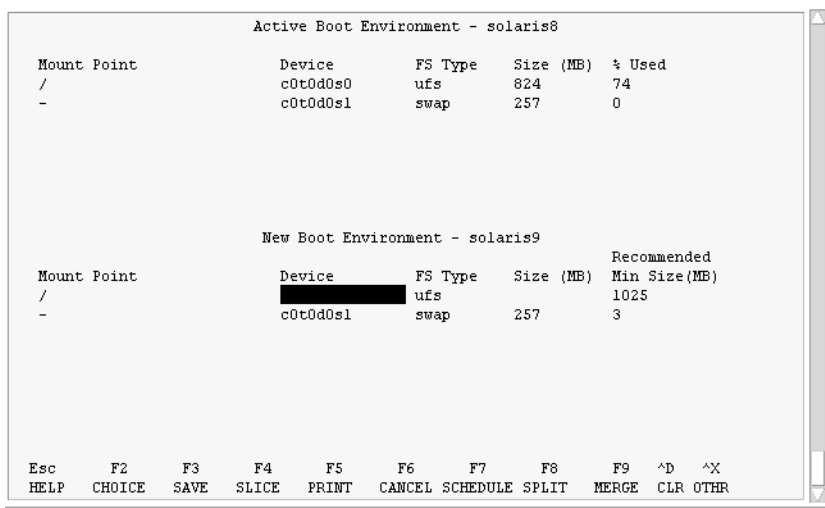 Active Boot Environment - solaris8
Mount Point Device FS Type Size (MB) % Used
/ c0t0d0s0 ufs 824 74
- c0t0d0s1 swap 257 0
New Boot Environment - solaris9
Recommended
Mount Point Device FS Type Size (MB) Min Size(MB)
/ ufs 1025
- c0t0d0s1 swap 257 3
Esc F2 F3 F4 F5 F6 F7 F8 F9 ^D ^X
HELP CHOICE SAVE SLICE PRINT CANCEL SCHEDULE SPLIT MERGE CLR OTHR